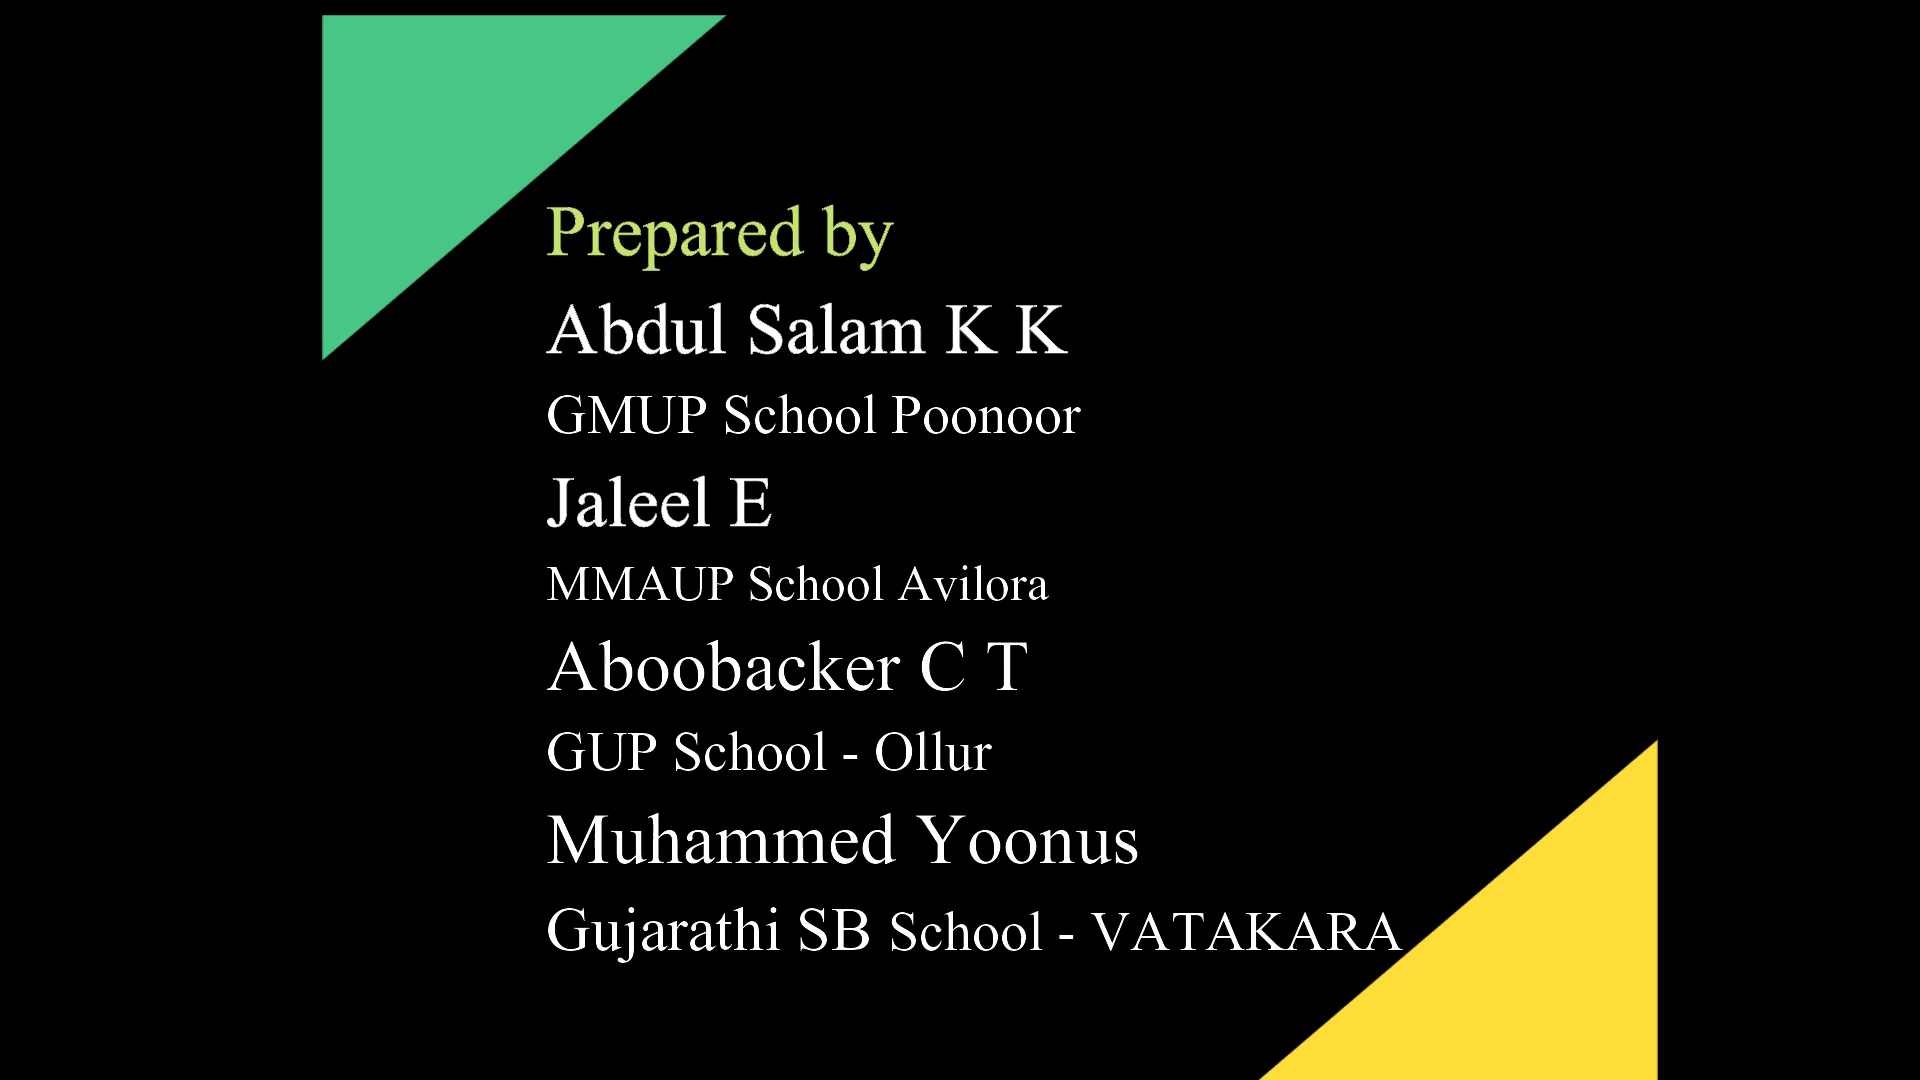 Prepared by
Abdul Salam K K
GMUP School Poonoor
Jaleel E
MMAUP School Avilora
Aboobacker C T
GUP School - Ollur
Muhammed Yoonus
Gujarathi SB School - VATAKARA